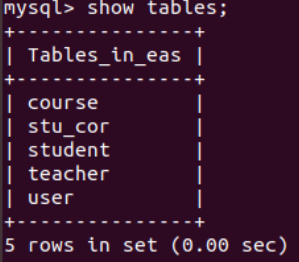 mysql> show tables;
+---------------+
| Tables_in_eas |
+---------------+
| course        |
| stu_cor       |
| student       |
| teacher       |
| user          |
+---------------+
5 rows in set (0.00 sec)